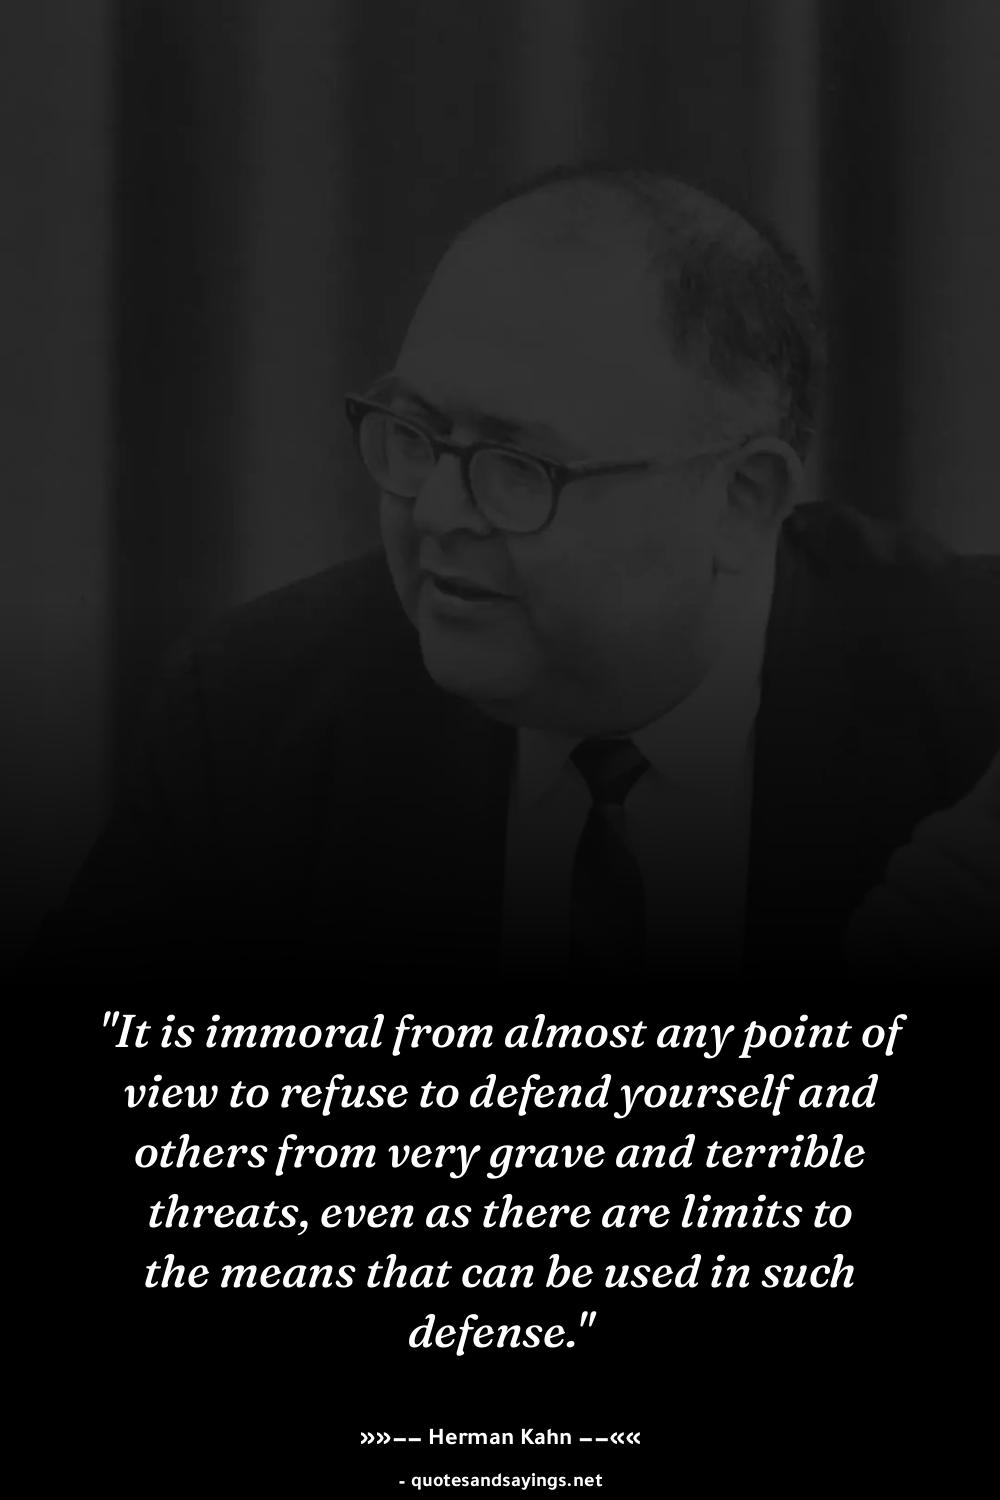 "It is immoral from almost any point of
view to refuse to defend yourself and
others from very grave and terrible
threats, even as there are limits to
the means that can be used in such
defense."
»»−− Herman Kahn −−««
- quotesandsayings.net